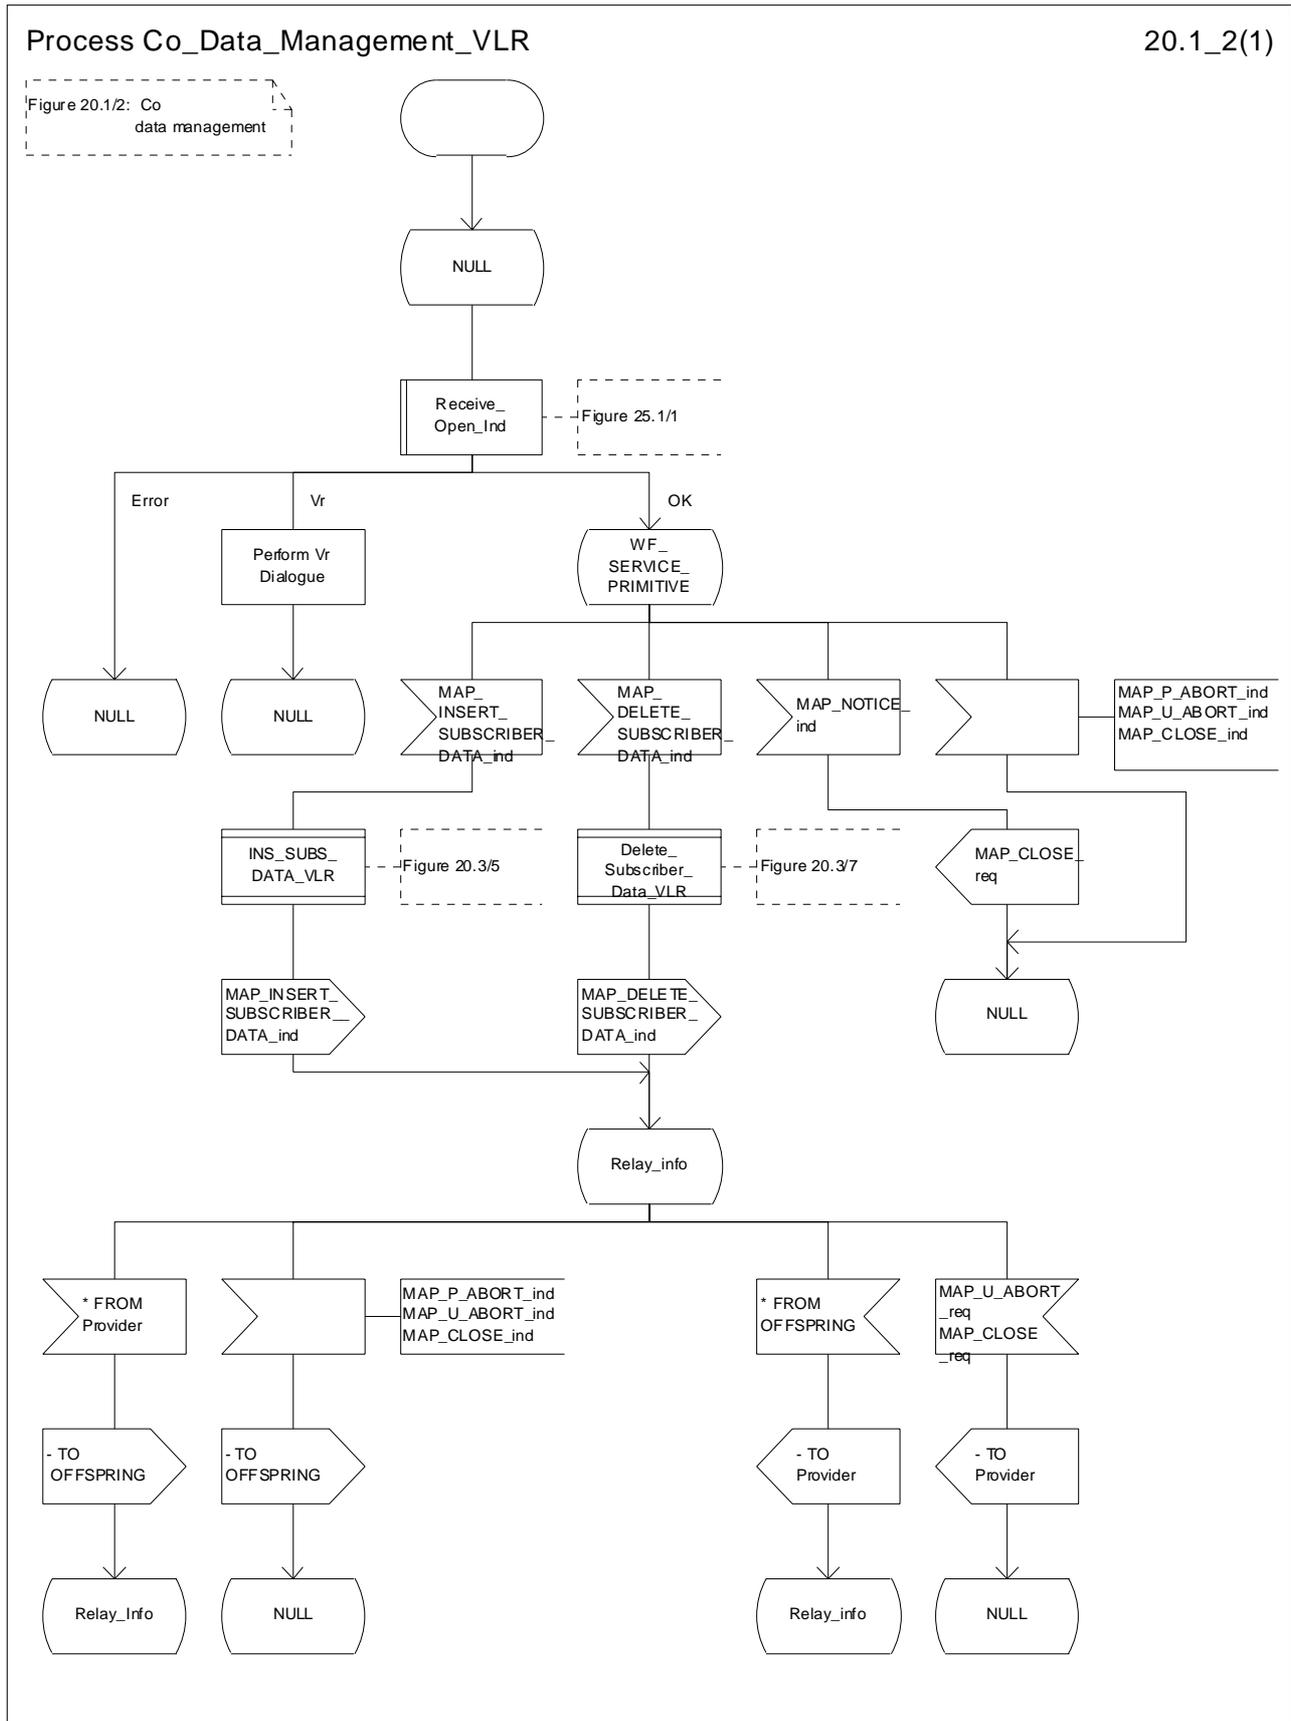 Process Co_Data_Management_VLR
20.1_2(1)
Figure 20.1/2: Co
data management
NULL
Receive_
Open_Ind
Figure 25.1/1
Error
Vr
OK
Perform Vr
Dialogue
WF_
SERVICE_
PRIMITIVE
NULL
NULL
MAP_
INSERT_
SUBSCRIBER_
DATA_ind
MAP_
DELETE_
SUBSCRIBER_
DATA_ind
MAP_NOTICE_
ind
MAP_P_ABORT_ind
MAP_U_ABORT_ind
MAP_CLOSE_ind
INS_SUBS_
DATA_VLR
Figure 20.3/5
Delete_
Subscriber_
Data_VLR
Figure 20.3/7
MAP_CLOSE_
req
MAP_INSERT_
SUBSCRIBER__
DATA_ind
MAP_DELETE_
SUBSCRIBER_
DATA_ind
NULL
Relay_info
* FROM
Provider
MAP_P_ABORT_ind
MAP_U_ABORT_ind
MAP_CLOSE_ind
* FROM
OFFSPRING
MAP_U_ABORT
_req
MAP_CLOSE
_req
- TO
OFFSPRING
- TO
OFFSPRING
- TO
Provider
- TO
Provider
Relay_Info
NULL
Relay_info
NULL